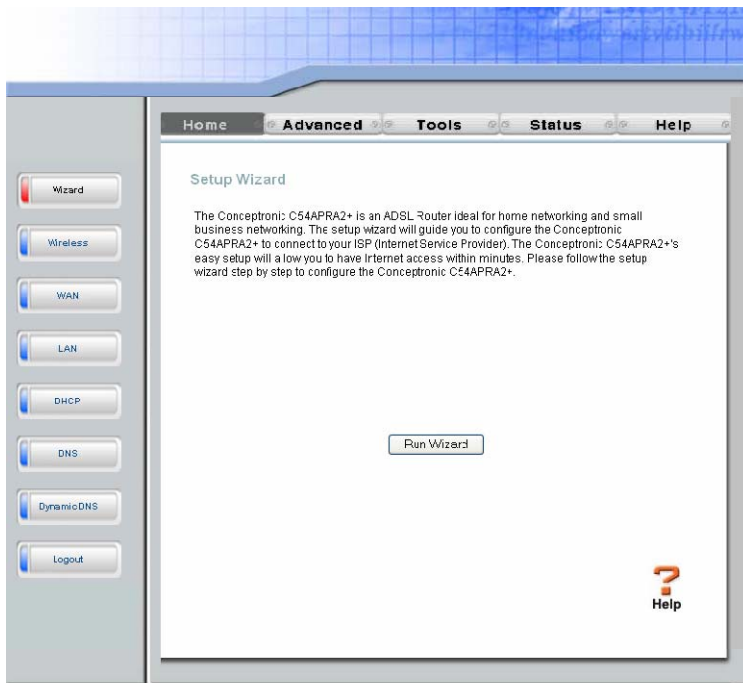 Home Advanced Tools Status Help
Wizard
Wireless
WAN
LAN
DHCP
DNS
DynamicDNS
Logout
Setup Wizard
The Conceptronic C54APRA2+ is an ADSL Router ideal for home networking and small
business networking. The setup wizard will guide you to configure the Conceptronic
C54APRA2+ to connect to your ISP (Internet Service Provider). The Conceptronic C54APRA2+'s
easy setup will allow you to have Internet access within minutes. Please follow the setup
wizard step by step to configure the Conceptronic C54APRA2+.
Run Wizard
Help